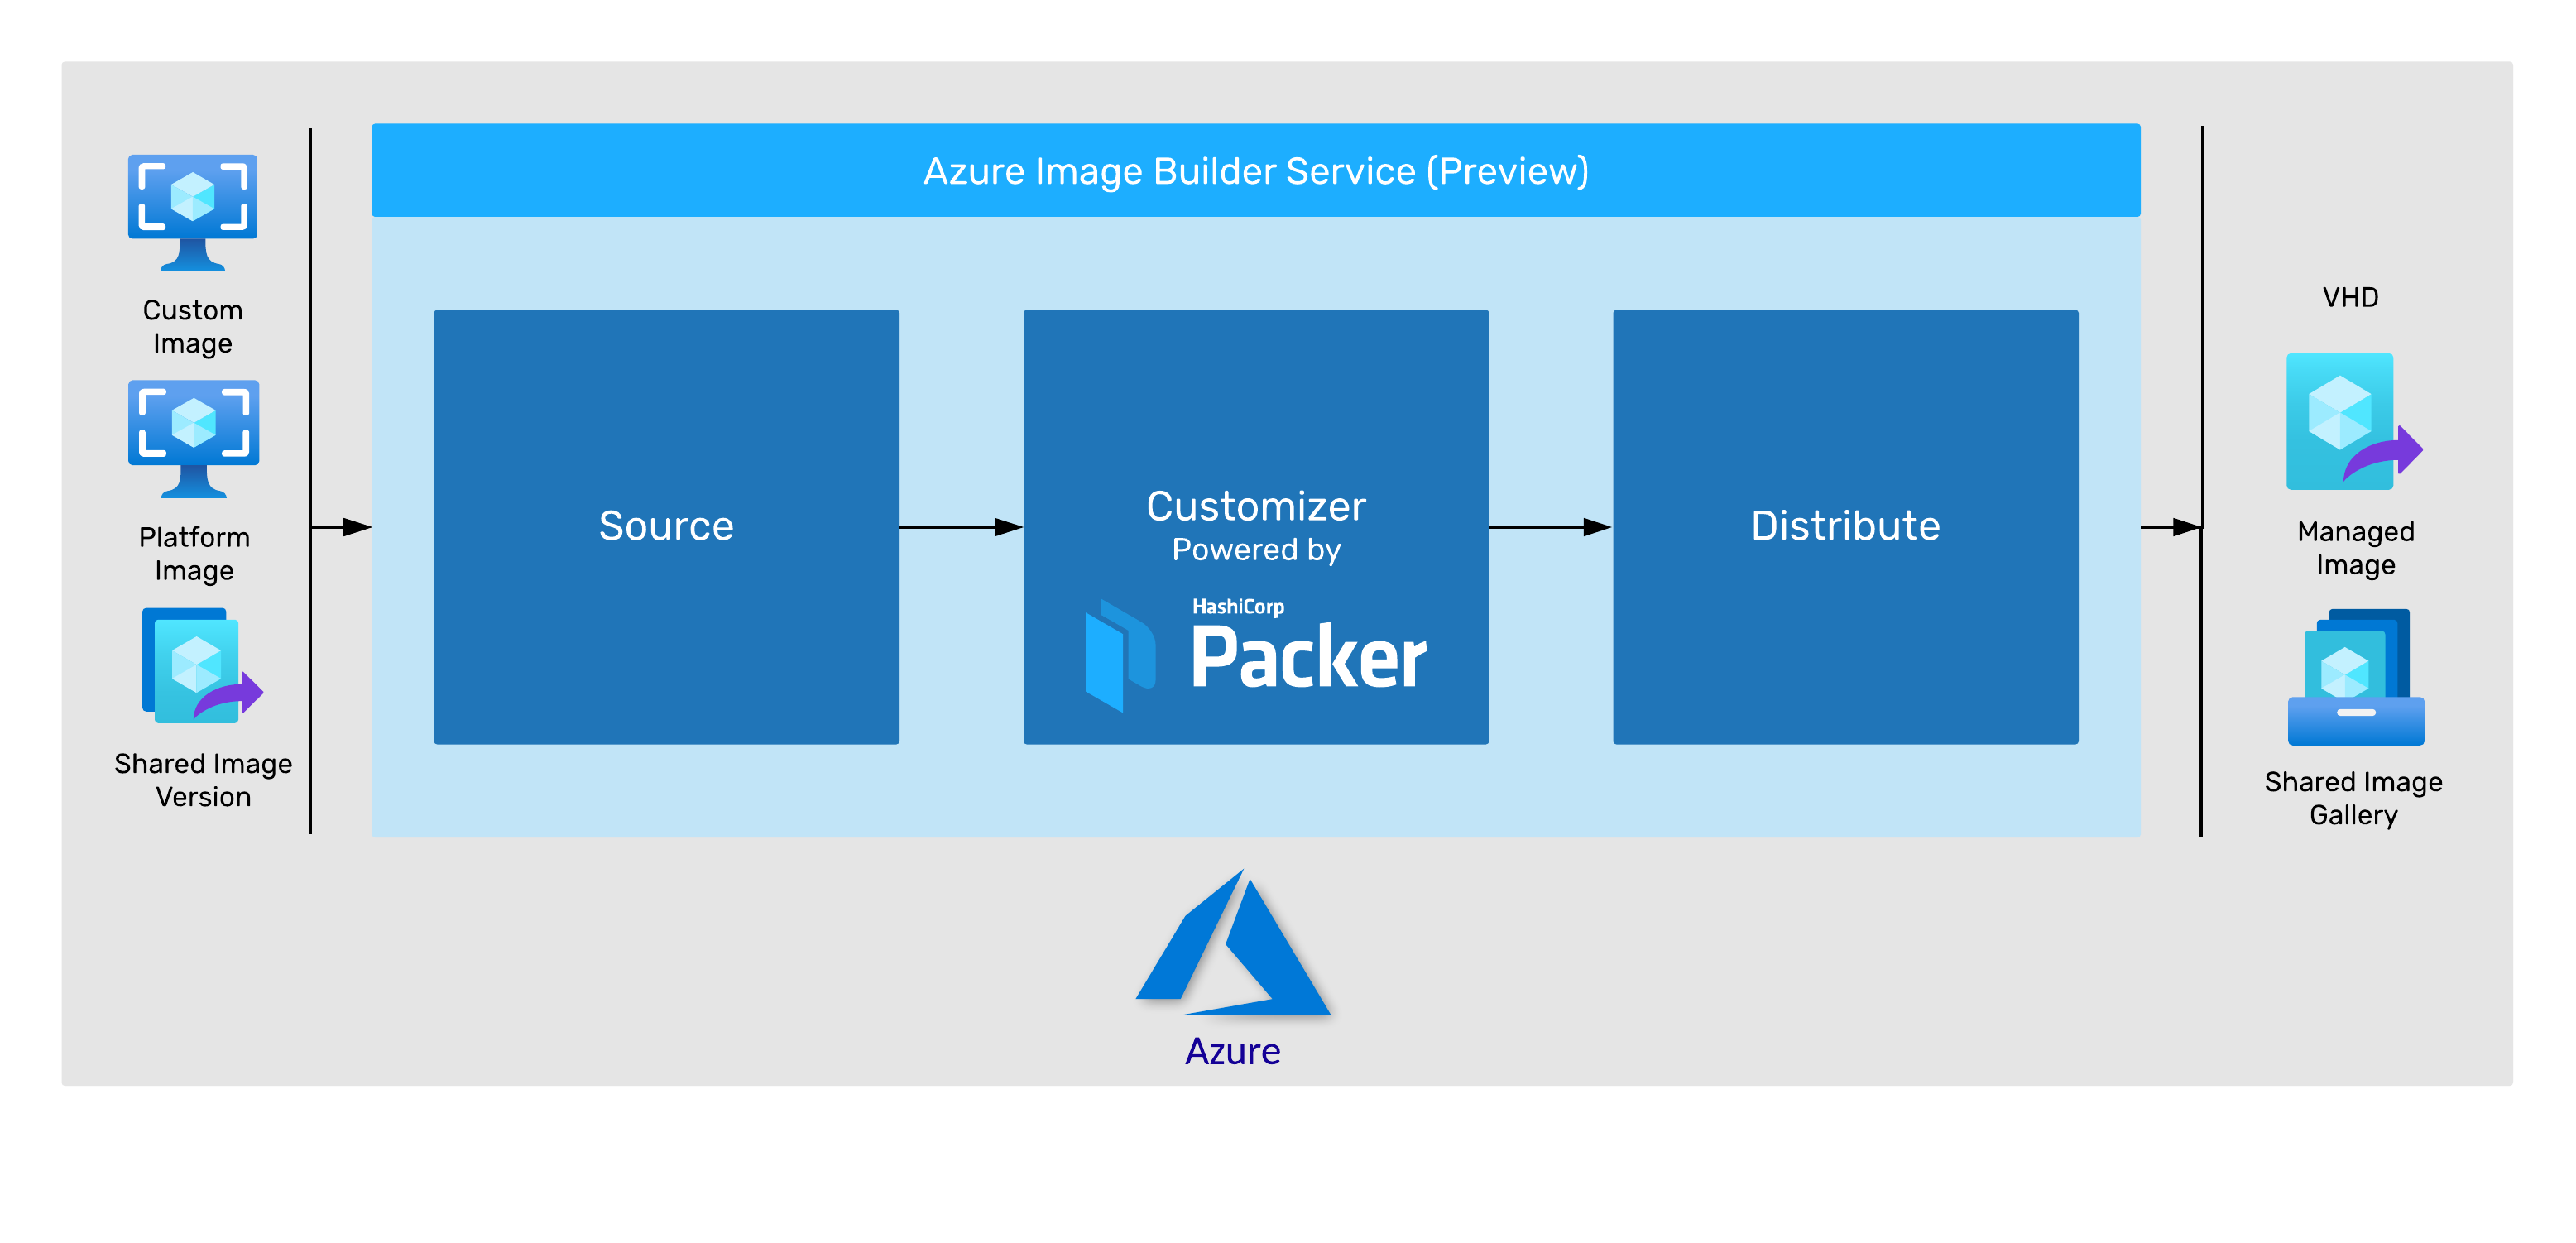 Azure Image Builder Service (Preview)
Custom
Image
Platform
Image
Shared Image
Version
Source
Customizer
Powered by
HashiCorp
Packer
Distribute
VHD
Managed
Image
Shared Image
Gallery
Azure